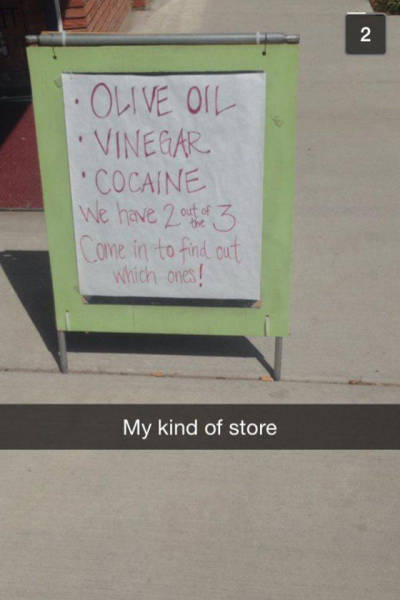 2
• OLIVE OIL
• VINEGAR
• COCAINE
We have 2 out of the 3
Come in to find out
which ones!
My kind of store